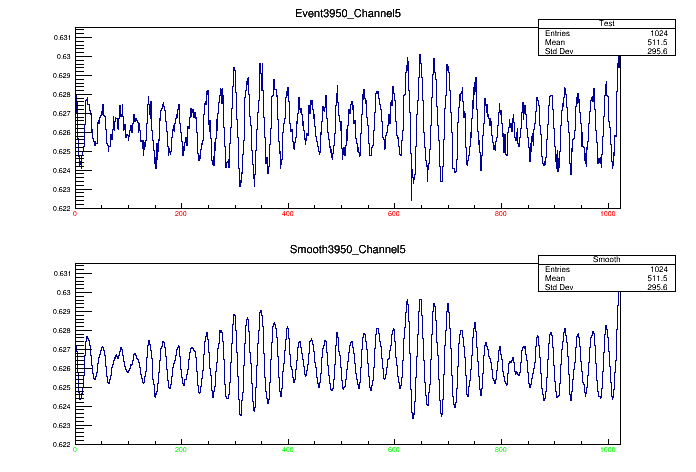 Event3950_Channel5
Test
Entries 1024
Mean 511.5
Std Dev 295.6
0.631
0.63
0.629
0.628
0.627
0.626
0.625
0.624
0.623
0.622
0 200 400 600 800 1000
Smooth3950_Channel5
Smooth
Entries 1024
Mean 511.5
Std Dev 295.6
0.631
0.63
0.629
0.628
0.627
0.626
0.625
0.624
0.623
0.622
0 200 400 600 800 1000